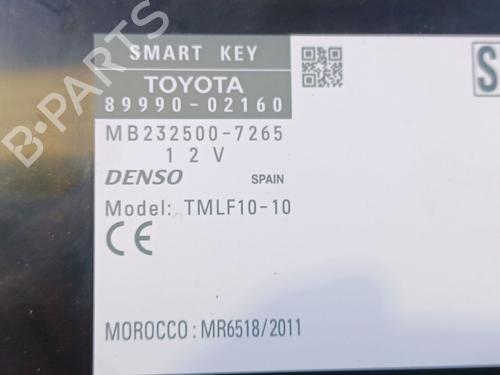 SMART KEY
TOYOTA
89990-02160
MB232500-7265
12V
DENSO SPAIN
Model: TMLF10-10
CE
MOROCCO : MR6518/2011
S
B-PARTS